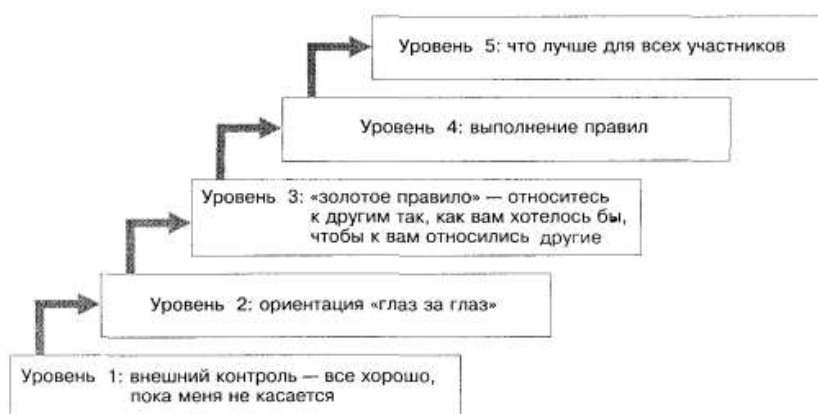 Уровень 5: что лучше для всех участников
Уровень 4: выполнение правил
Уровень 3: «золотое правило» — относитесь
к другим так, как вам хотелось бы,
чтобы к вам относились другие
Уровень 2: ориентация «глаз за глаз»
Уровень 1: внешний контроль — все хорошо,
пока меня не касается